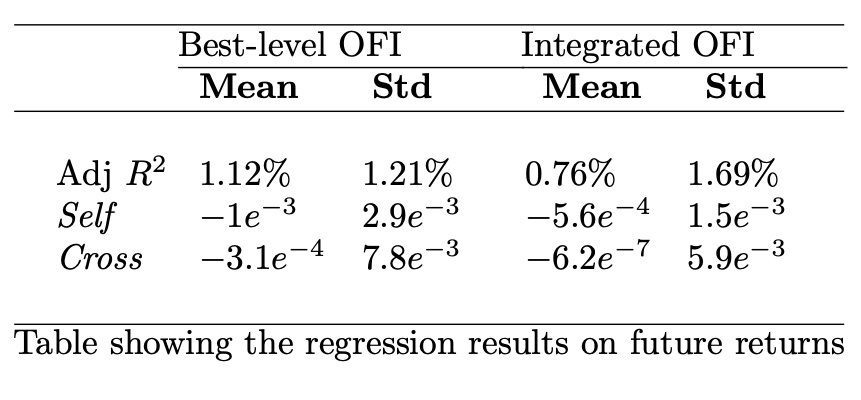 Best-level OFI Integrated OFI
Mean Std Mean Std
Adj R² 1.12% 1.21% 0.76% 1.69%
Self −1e⁻³ 2.9e⁻³ −5.6e⁻⁴ 1.5e⁻³
Cross −3.1e⁻⁴ 7.8e⁻³ −6.2e⁻⁷ 5.9e⁻³
Table showing the regression results on future returns